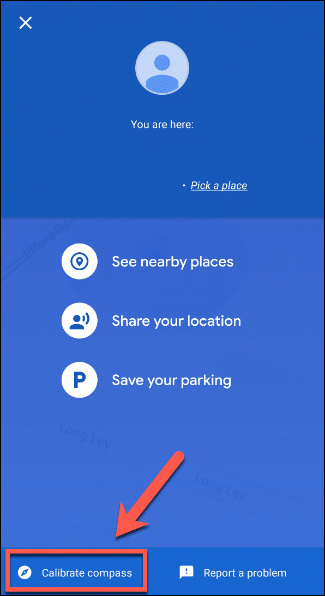 You are here:
• Pick a place
See nearby places
Share your location
P Save your parking
Long Ley
Long Ley
Calibrate compass
Report a problem